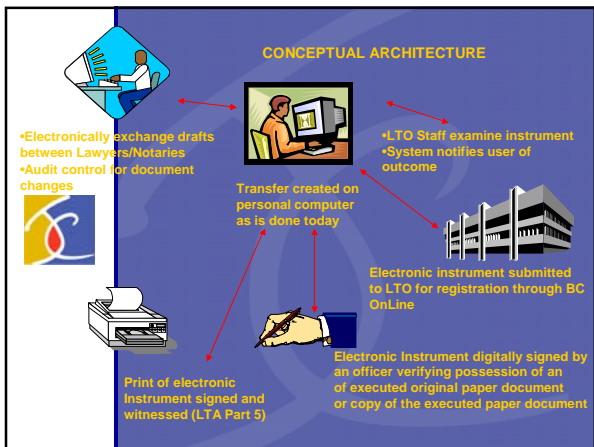 CONCEPTUAL ARCHITECTURE
•Electronically exchange drafts
between Lawyers/Notaries
•Audit control for document
changes
Transfer created on
personal computer
as is done today
•LTO Staff examine instrument
•System notifies user of
outcome
Electronic instrument submitted
to LTO for registration through BC
OnLine
Print of electronic
Instrument signed and
witnessed (LTA Part 5)
Electronic Instrument digitally signed by
an officer verifying possession of an
of executed original paper document
or copy of the executed paper document